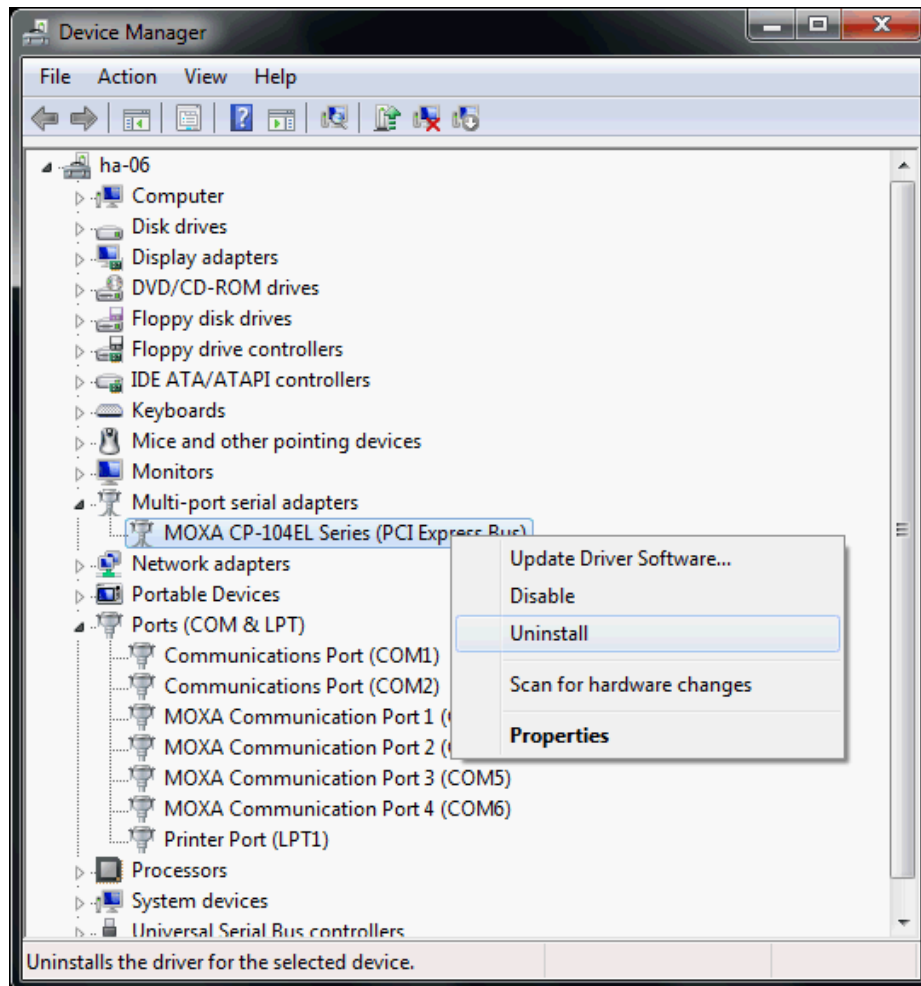 Device Manager
File Action View Help
ha-06
Computer
Disk drives
Display adapters
DVD/CD-ROM drives
Floppy disk drives
Floppy drive controllers
IDE ATA/ATAPI controllers
Keyboards
Mice and other pointing devices
Monitors
Multi-port serial adapters
MOXA CP-104EL Series (PCI Express Bus)
Network adapters
Portable Devices
Ports (COM & LPT)
Communications Port (COM1)
Communications Port (COM2)
MOXA Communication Port 1 (
MOXA Communication Port 2 (
MOXA Communication Port 3 (COM5)
MOXA Communication Port 4 (COM6)
Printer Port (LPT1)
Processors
System devices
Universal Serial Bus controllers
Update Driver Software...
Disable
Uninstall
Scan for hardware changes
Properties
Uninstalls the driver for the selected device.